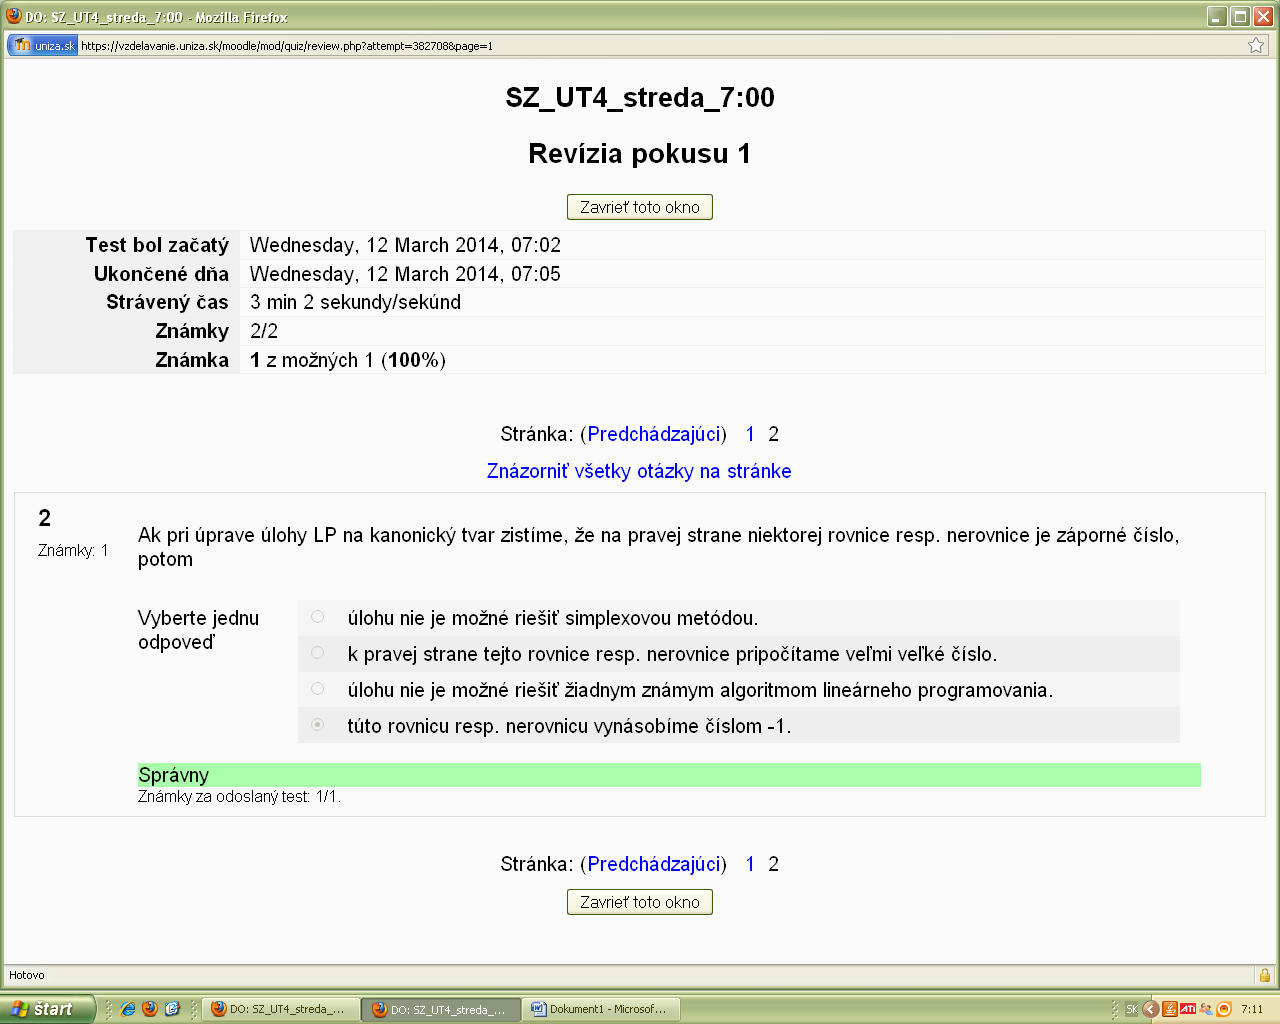 DO: SZ_UT4_streda_7:00 - Mozilla Firefox
uniza.sk https://vzdelavanie.uniza.sk/moodle/mod/quiz/review.php?attempt=382708&page=1
SZ_UT4_streda_7:00
Revízia pokusu 1
Zavrieť toto okno
Test bol začatý Wednesday, 12 March 2014, 07:02
Ukončené dňa Wednesday, 12 March 2014, 07:05
Strávený čas 3 min 2 sekundy/sekúnd
Známky 2/2
Známka 1 z možných 1 (100%)
Stránka: (Predchádzajúci) 1 2
Znázorniť všetky otázky na stránke
2
Známky: 1
Ak pri úprave úlohy LP na kanonický tvar zistíme, že na pravej strane niektorej rovnice resp. nerovnice je záporné číslo,
potom
Vyberte jednu
odpoveď
úlohu nie je možné riešiť simplexovou metódou.
k pravej strane tejto rovnice resp. nerovnice pripočítame veľmi veľké číslo.
úlohu nie je možné riešiť žiadnym známym algoritmom lineárneho programovania.
túto rovnicu resp. nerovnicu vynásobíme číslom -1.
Správny
Známky za odoslaný test: 1/1.
Stránka: (Predchádzajúci) 1 2
Zavrieť toto okno
Hotovo
štart DO: SZ_UT4_streda_... DO: SZ_UT4_streda_... Dokument1 - Microsof... SK ATI 7:11